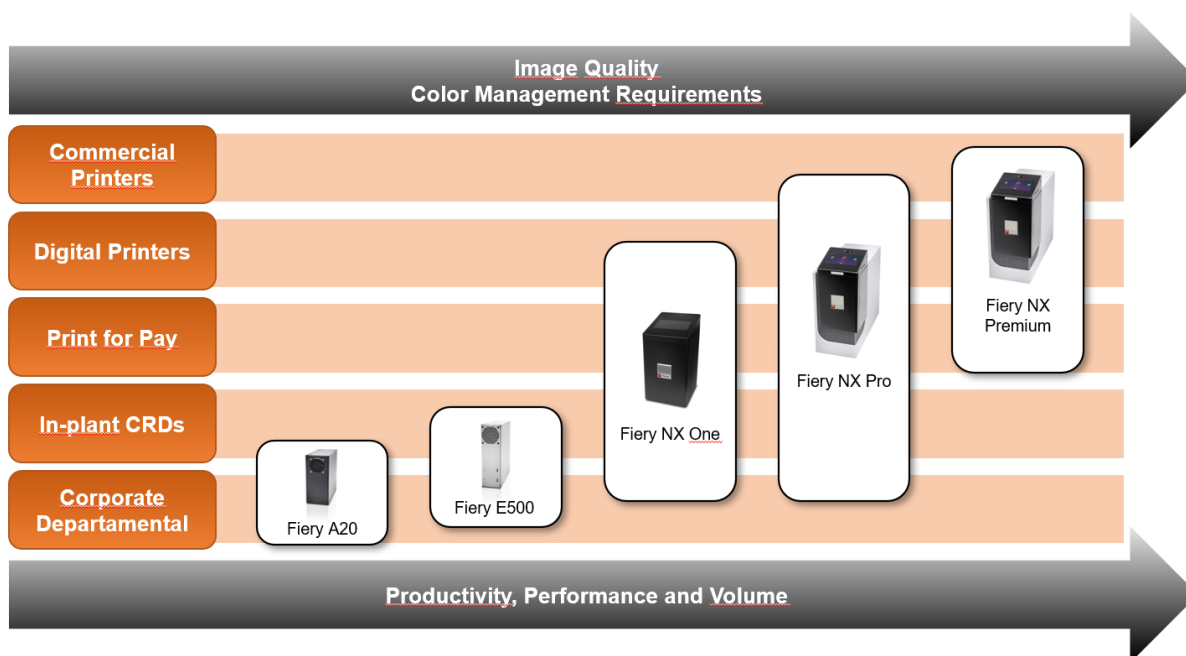 Image Quality
Color Management Requirements
Commercial
Printers
Digital Printers
Print for Pay
In-plant CRDs
Corporate
Departamental
Fiery A20
Fiery E500
Fiery NX One
Fiery NX Pro
Fiery NX
Premium
Productivity, Performance and Volume